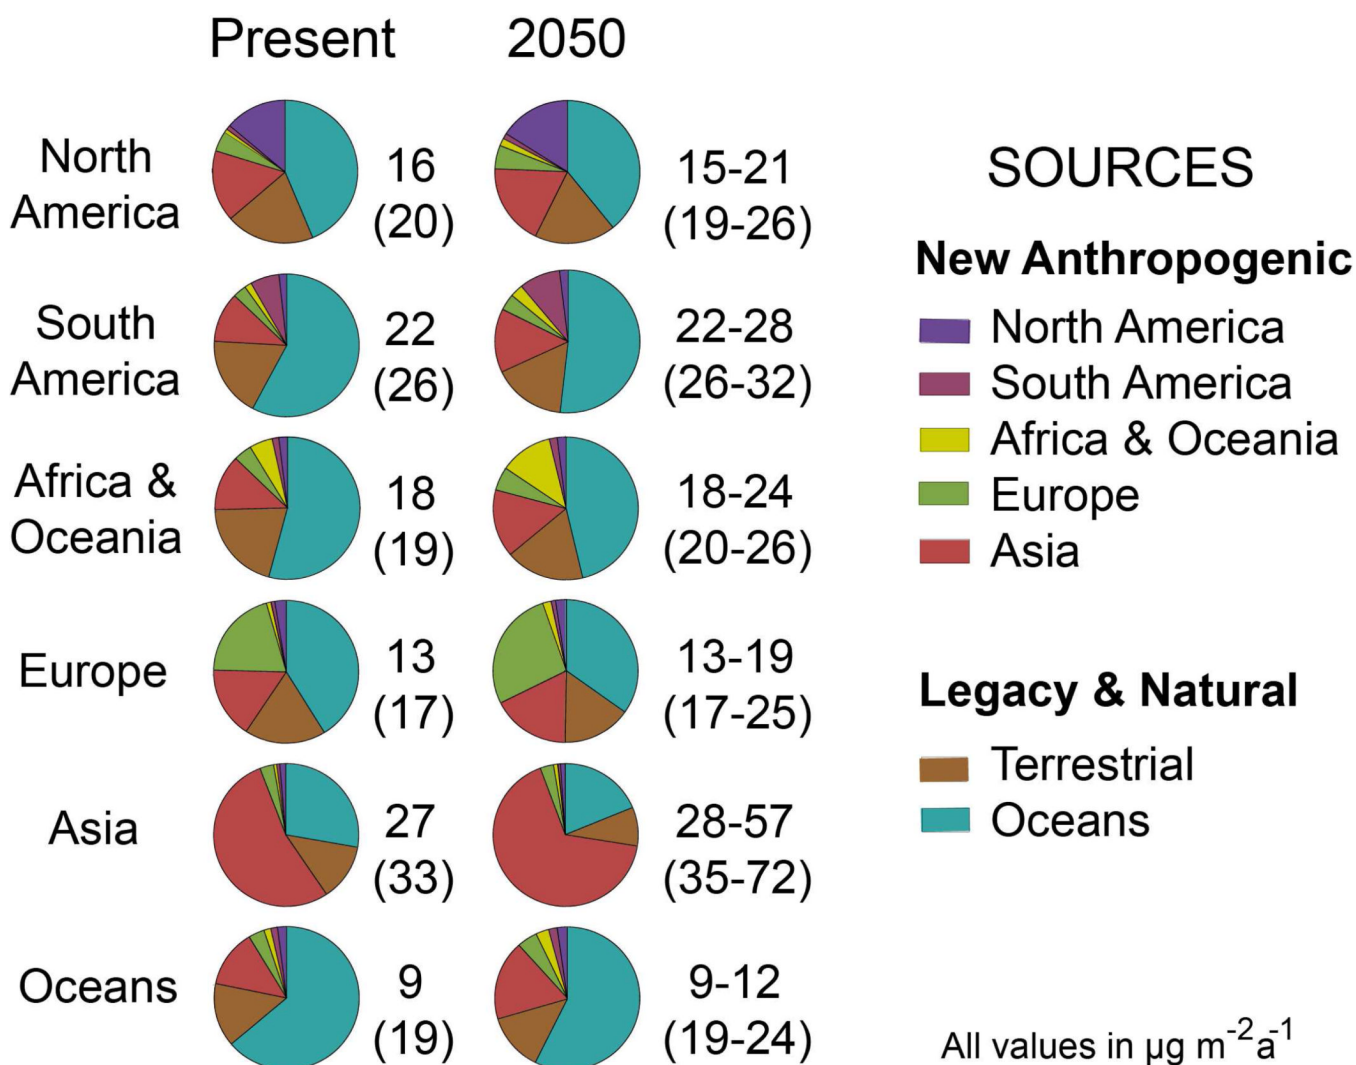 Present 2050
North
America
16
(20)
15-21
(19-26)
South
America
22
(26)
22-28
(26-32)
Africa &
Oceania
18
(19)
18-24
(20-26)
Europe
13
(17)
13-19
(17-25)
Asia
27
(33)
28-57
(35-72)
Oceans
9
(19)
9-12
(19-24)
SOURCES
New Anthropogenic
North America
South America
Africa & Oceania
Europe
Asia
Legacy & Natural
Terrestrial
Oceans
All values in µg m⁻²a⁻¹